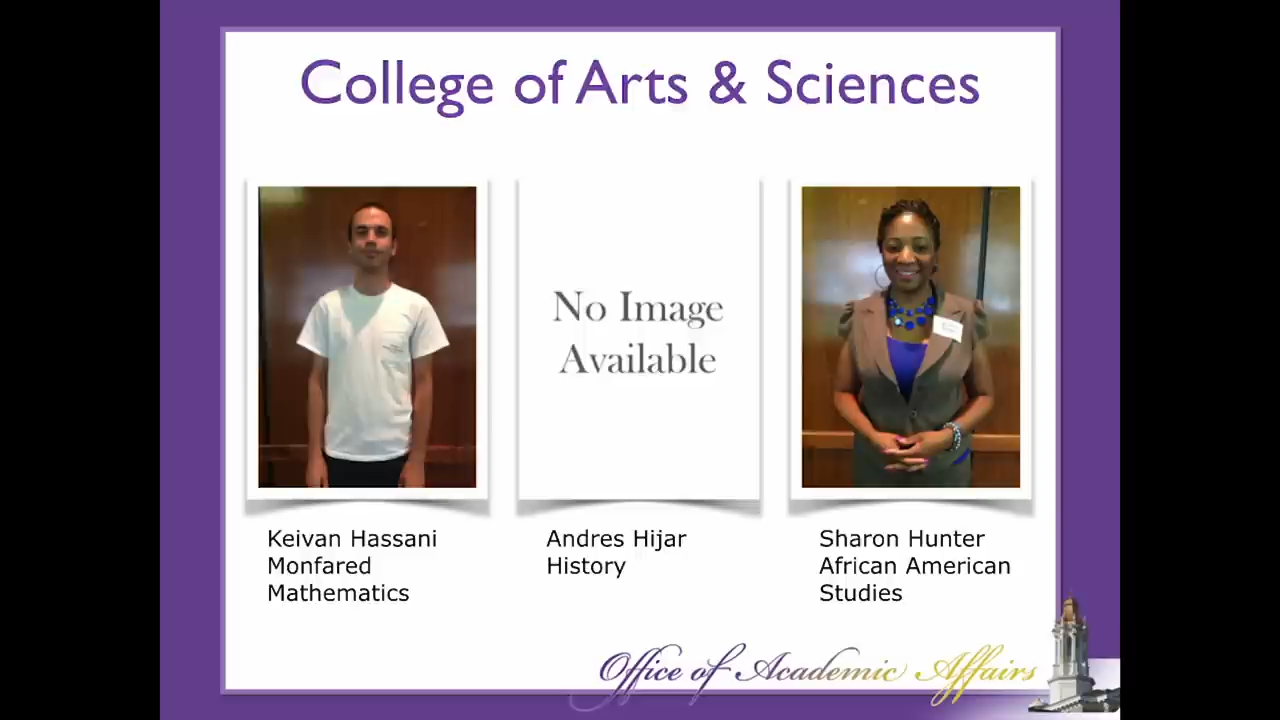 College of Arts & Sciences
No Image
Available
Keivan Hassani
Monfared
Mathematics
Andres Hijar
History
Sharon Hunter
African American
Studies
Office of Academic Affairs